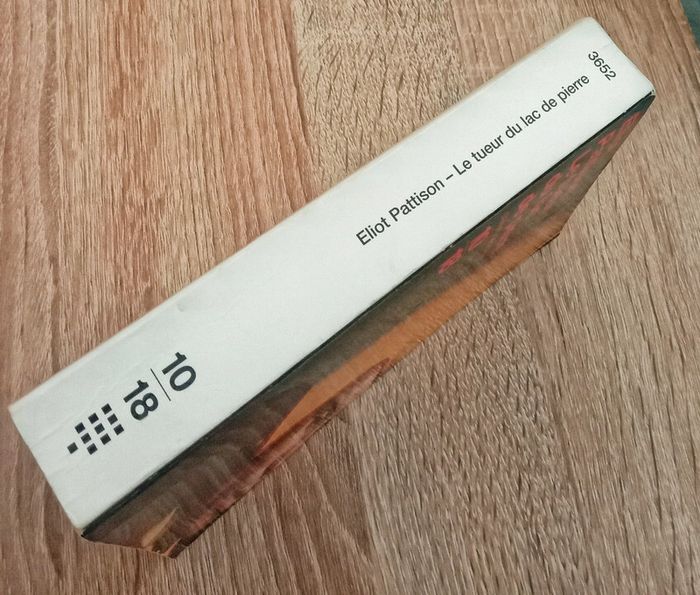 Eliot Pattison – Le tueur du lac de pierre
3652
10
18